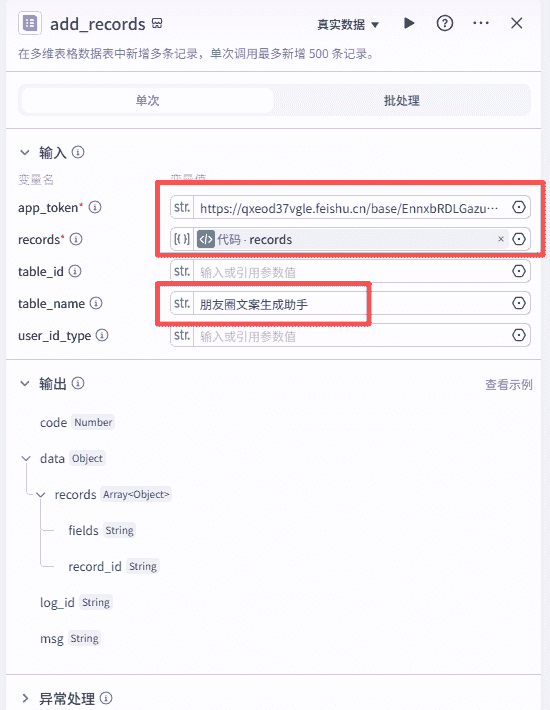 add_records 真实数据
在多维表格数据表中新增多条记录，单次调用最多新增 500 条记录。
单次 批处理
输入
变量名 变量值
app_token* str. https://qxeod37vgle.feishu.cn/base/EnnxbRDLGazu···
records* [{}] 代码 · records ×
table_id str. 输入或引用参数值
table_name str. 朋友圈文案生成助手
user_id_type str. 输入或引用参数值
输出 查看示例
code Number
data Object
records Array<Object>
fields String
record_id String
log_id String
msg String
异常处理